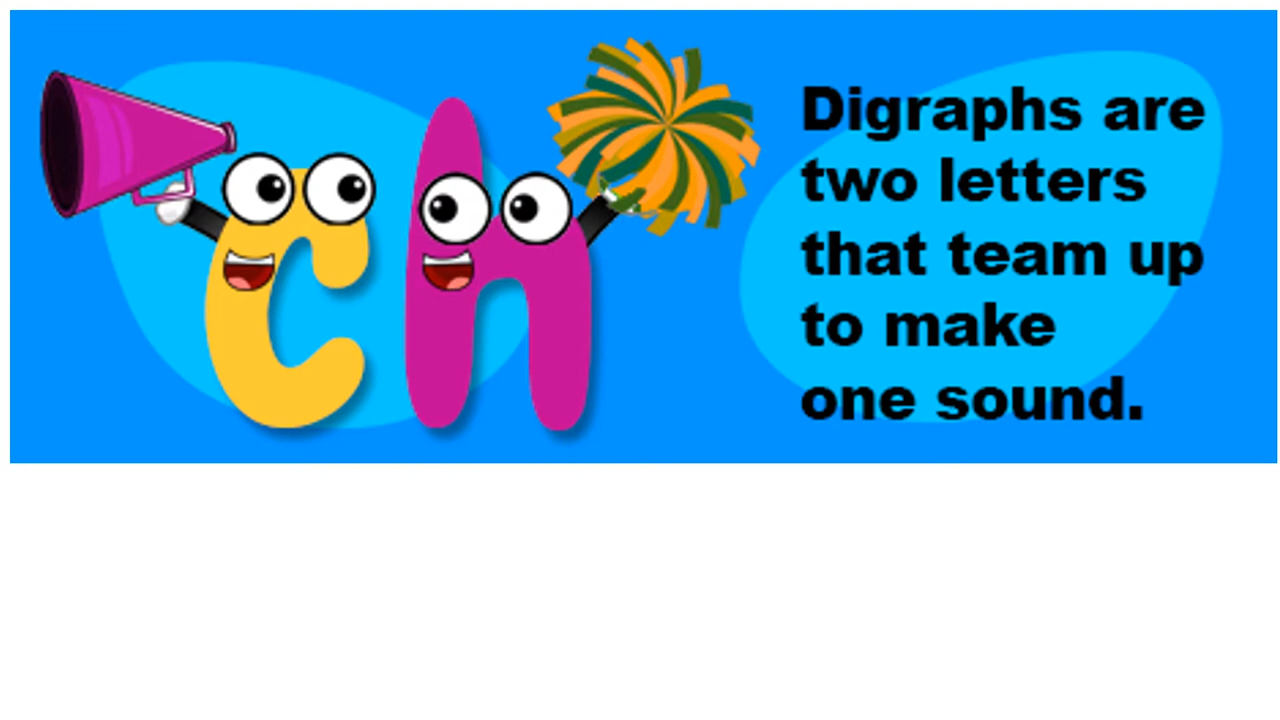 ch
Digraphs are
two letters
that team up
to make
one sound.